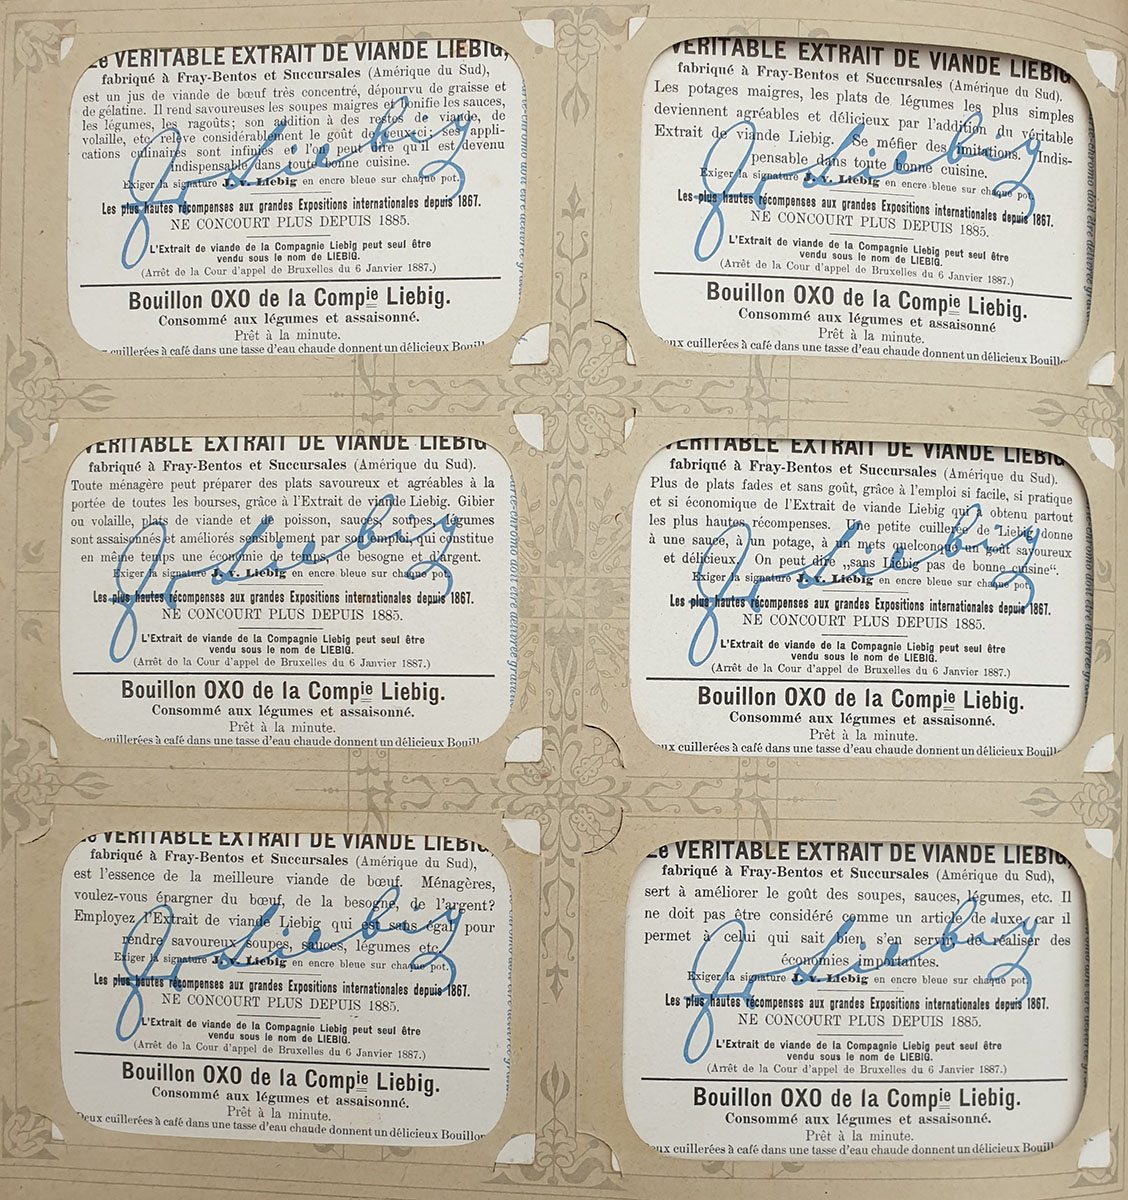 Le VERITABLE EXTRAIT DE VIANDE LIEBIG,
fabriqué à Fray-Bentos et Succursales (Amérique du Sud),
est un jus de viande de bœuf très concentré, dépourvu de graisse et
de gélatine. Il rend savoureuses les soupes maigres et bonifie les sauces,
les légumes, les ragoûts; son addition à des restes de viande, de
volaille, etc. relève considérablement le goût de ceux-ci; ses appli-
cations culinaires sont infinies et l'on peut dire qu'il est devenu
indispensable dans toute bonne cuisine.
Exiger la signature J. v. Liebig en encre bleue sur chaque pot.
Les plus hautes récompenses aux grandes Expositions internationales depuis 1867.
NE CONCOURT PLUS DEPUIS 1885.
L'Extrait de viande de la Compagnie Liebig peut seul être
vendu sous le nom de LIEBIG.
(Arrêt de la Cour d'appel de Bruxelles du 6 Janvier 1887.)
Bouillon OXO de la Compie Liebig.
Consommé aux légumes et assaisonné.
Prêt à la minute.
cuillerées à café dans une tasse d'eau chaude donnent un délicieux Bouill
VERITABLE EXTRAIT DE VIANDE LIEBIG
fabriqué à Fray-Bentos et Succursales (Amérique du Sud).
Les potages maigres, les plats de légumes les plus simples
deviennent agréables et délicieux par l'addition du véritable
Extrait de Viande Liebig. Se méfier des imitations. Indis-
pensable dans toute bonne cuisine.
Exiger la signature J. v. Liebig en encre bleue sur chaque pot.
Les plus hautes récompenses aux grandes Expositions internationales depuis 1867.
NE CONCOURT PLUS DEPUIS 1885.
L'Extrait de viande de la Compagnie Liebig peut seul être
vendu sous le nom de LIEBIG.
(Arrêt de la Cour d'appel de Bruxelles du 6 Janvier 1887.)
Bouillon OXO de la Compie Liebig.
Consommé aux légumes et assaisonné
Prêt à la minute.
cuillerées à café dans une tasse d'eau chaude donnent un délicieux Bouill
VERITABLE EXTRAIT DE VIANDE LIEBIG
fabriqué à Fray-Bentos et Succursales (Amérique du Sud).
Toute ménagère peut préparer des plats savoureux et agréables à la
portée de toutes les bourses, grâce à l'Extrait de viande Liebig. Gibier
ou volaille, plats de viande et de poisson, sauces, soupes, légumes
sont assaisonnés et améliorés sensiblement par son emploi, qui constitue
en même temps une économie de temps, de besogne et d'argent.
Exiger la signature J. v. Liebig en encre bleue sur chaque pot.
Les plus hautes récompenses aux grandes Expositions internationales depuis 1867.
NE CONCOURT PLUS DEPUIS 1885.
L'Extrait de viande de la Compagnie Liebig peut seul être
vendu sous le nom de LIEBIG.
(Arrêt de la Cour d'appel de Bruxelles du 6 Janvier 1887.)
Bouillon OXO de la Compie Liebig.
Consommé aux légumes et assaisonné.
Prêt à la minute.
cuillerées à café dans une tasse d'eau chaude donnent un délicieux Bouill
VERITABLE EXTRAIT DE VIANDE LIEBIG
fabriqué à Fray-Bentos et Succursales (Amérique du Sud).
Plus de plats fades et sans goût, grâce à l'emploi si facile, si pratique
et si économique de l'Extrait de viande Liebig qui a obtenu partout
les plus hautes récompenses. Une petite cuillerée de Liebig donne
à une sauce, à un potage, à un mets quelconque un goût savoureux
et délicieux. On peut dire „sans Liebig pas de bonne cuisine“.
Exiger la signature J. v. Liebig en encre bleue sur chaque pot.
Les plus hautes récompenses aux grandes Expositions internationales depuis 1867.
NE CONCOURT PLUS DEPUIS 1885.
L'Extrait de viande de la Compagnie Liebig peut seul être
vendu sous le nom de LIEBIG.
(Arrêt de la Cour d'appel de Bruxelles du 6 Janvier 1887.)
Bouillon OXO de la Compie Liebig.
Consommé aux légumes et assaisonné.
Prêt à la minute.
ux cuillerées à café dans une tasse d'eau chaude donnent un délicieux Bouill
VERITABLE EXTRAIT DE VIANDE LIEBIG,
fabriqué à Fray-Bentos et Succursales (Amérique du Sud),
est l'essence de la meilleure viande de bœuf. Ménagères,
voulez-vous épargner du bœuf, de la besogne, de l'argent?
Employez l'Extrait de viande Liebig qui est sans égal pour
rendre savoureux soupes, sauces, légumes etc.
Exiger la signature J. v. Liebig en encre bleue sur chaque pot.
Les plus hautes récompenses aux grandes Expositions internationales depuis 1867.
NE CONCOURT PLUS DEPUIS 1885.
L'Extrait de viande de la Compagnie Liebig peut seul être
vendu sous le nom de LIEBIG.
(Arrêt de la Cour d'appel de Bruxelles du 6 Janvier 1887.)
Bouillon OXO de la Compie Liebig.
Consommé aux légumes et assaisonné.
Prêt à la minute.
Deux cuillerées à café dans une tasse d'eau chaude donnent un délicieux Bouillon
Le VERITABLE EXTRAIT DE VIANDE LIEBIG,
fabriqué à Fray-Bentos et Succursales (Amérique du Sud),
sert à améliorer le goût des soupes, sauces, légumes, etc. Il
ne doit pas être considéré comme un article de luxe, car il
permet à celui qui sait bien s'en servir, de réaliser des
économies importantes.
Exiger la signature J. v. Liebig en encre bleue sur chaque pot.
Les plus hautes récompenses aux grandes Expositions internationales depuis 1867.
NE CONCOURT PLUS DEPUIS 1885.
L'Extrait de viande de la Compagnie Liebig peut seul être
vendu sous le nom de LIEBIG.
(Arrêt de la Cour d'appel de Bruxelles du 6 Janvier 1887.)
Bouillon OXO de la Compie Liebig.
Consommé aux légumes et assaisonné.
Prêt à la minute.
ux cuillerées à café dans une tasse d'eau chaude donnent un délicieux Bouill